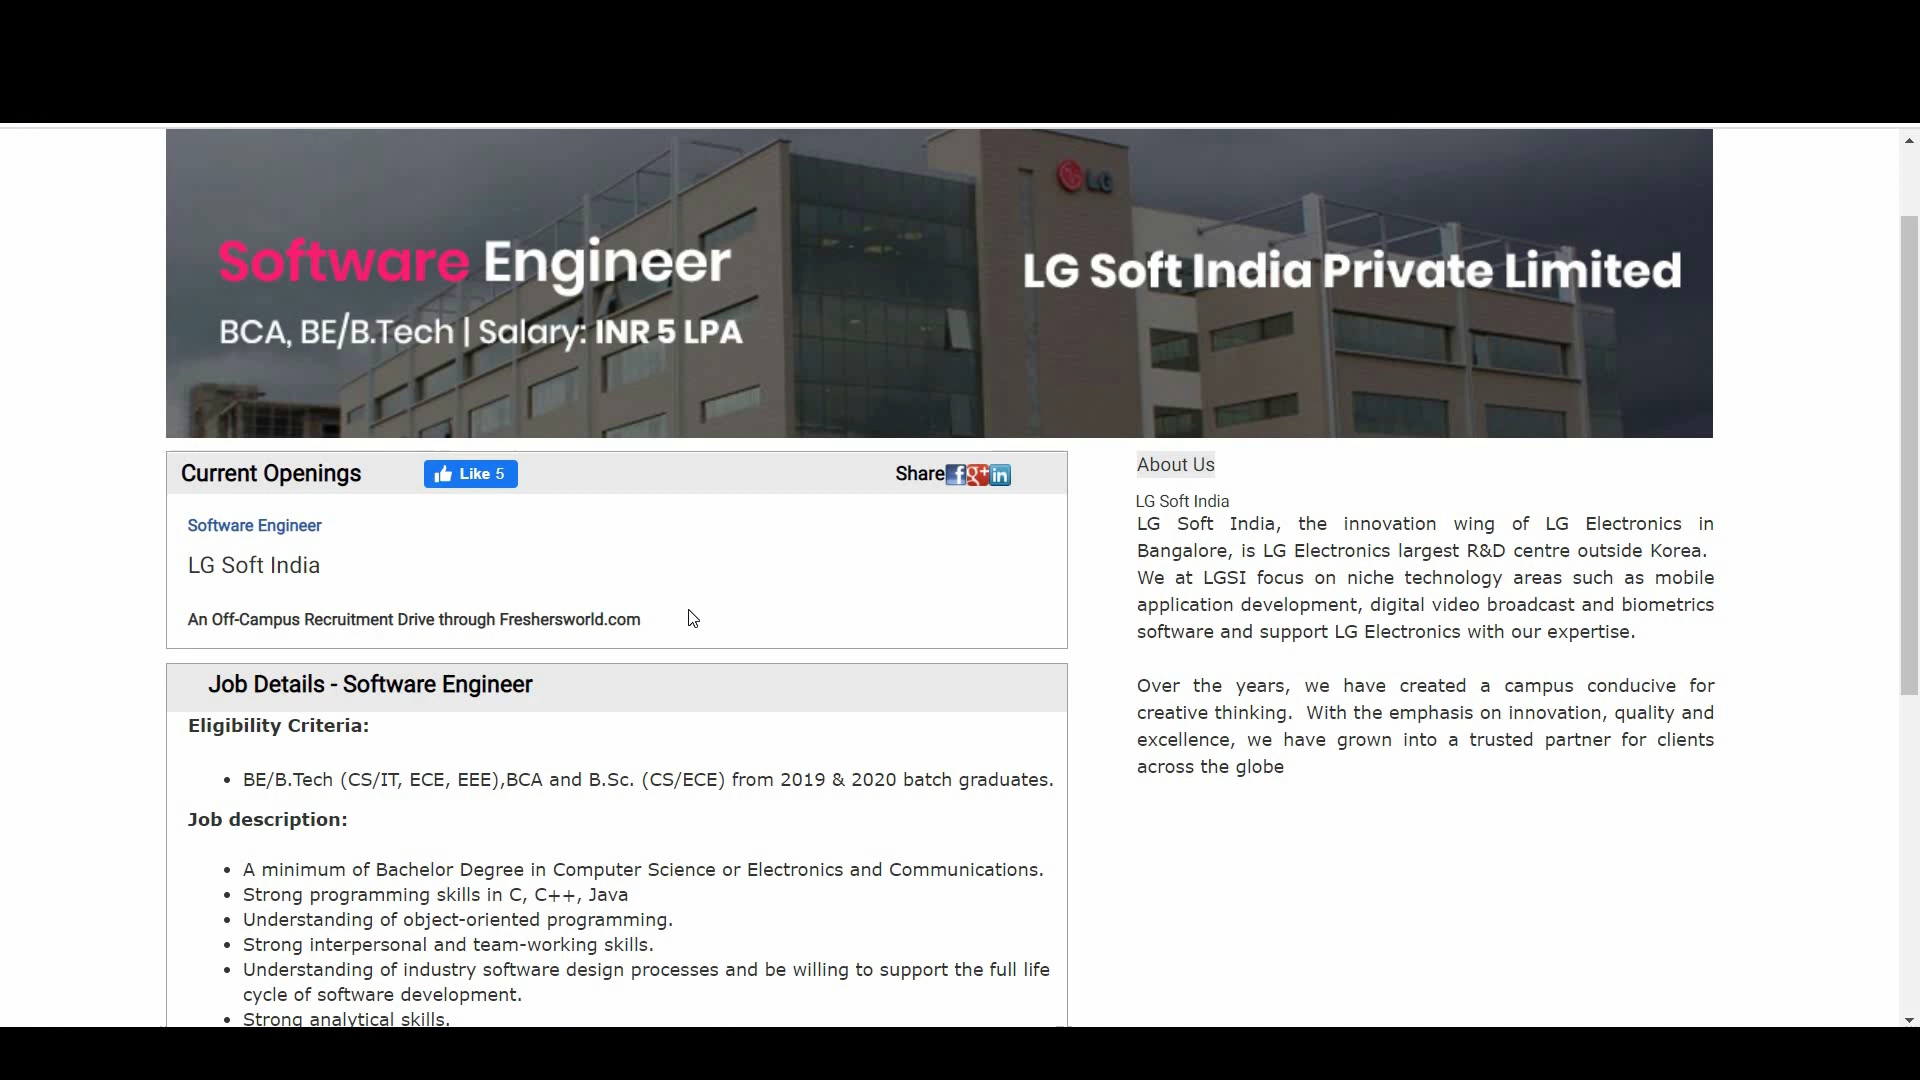 LG
Software Engineer
LG Soft India Private Limited
BCA, BE/B.Tech | Salary: INR 5 LPA
Current Openings
Like 5
Share
Software Engineer
LG Soft India
An Off-Campus Recruitment Drive through Freshersworld.com
Job Details - Software Engineer
Eligibility Criteria:
• BE/B.Tech (CS/IT, ECE, EEE),BCA and B.Sc. (CS/ECE) from 2019 & 2020 batch graduates.
Job description:
• A minimum of Bachelor Degree in Computer Science or Electronics and Communications.
• Strong programming skills in C, C++, Java
• Understanding of object-oriented programming.
• Strong interpersonal and team-working skills.
• Understanding of industry software design processes and be willing to support the full life
cycle of software development.
• Strong analytical skills.
About Us
LG Soft India
LG Soft India, the innovation wing of LG Electronics in
Bangalore, is LG Electronics largest R&D centre outside Korea.
We at LGSI focus on niche technology areas such as mobile
application development, digital video broadcast and biometrics
software and support LG Electronics with our expertise.
Over the years, we have created a campus conducive for
creative thinking. With the emphasis on innovation, quality and
excellence, we have grown into a trusted partner for clients
across the globe